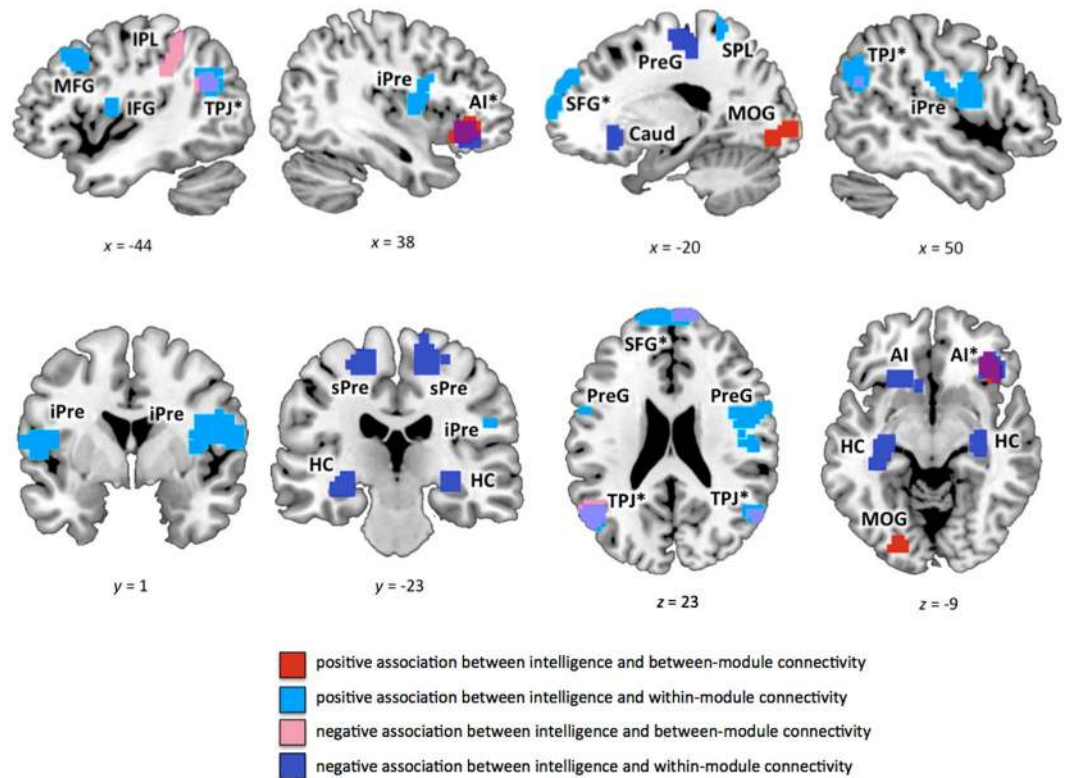 IPL
MFG
IFG
TPJ*
x = -44
iPre
AI*
x = 38
PreG
SPL
SFG*
MOG
Caud
x = -20
TPJ*
iPre
x = 50
iPre
iPre
y = 1
sPre
sPre
iPre
HC
HC
y = -23
SFG*
PreG
PreG
TPJ*
TPJ*
z = 23
AI
AI*
HC
HC
MOG
z = -9
positive association between intelligence and between-module connectivity
positive association between intelligence and within-module connectivity
negative association between intelligence and between-module connectivity
negative association between intelligence and within-module connectivity